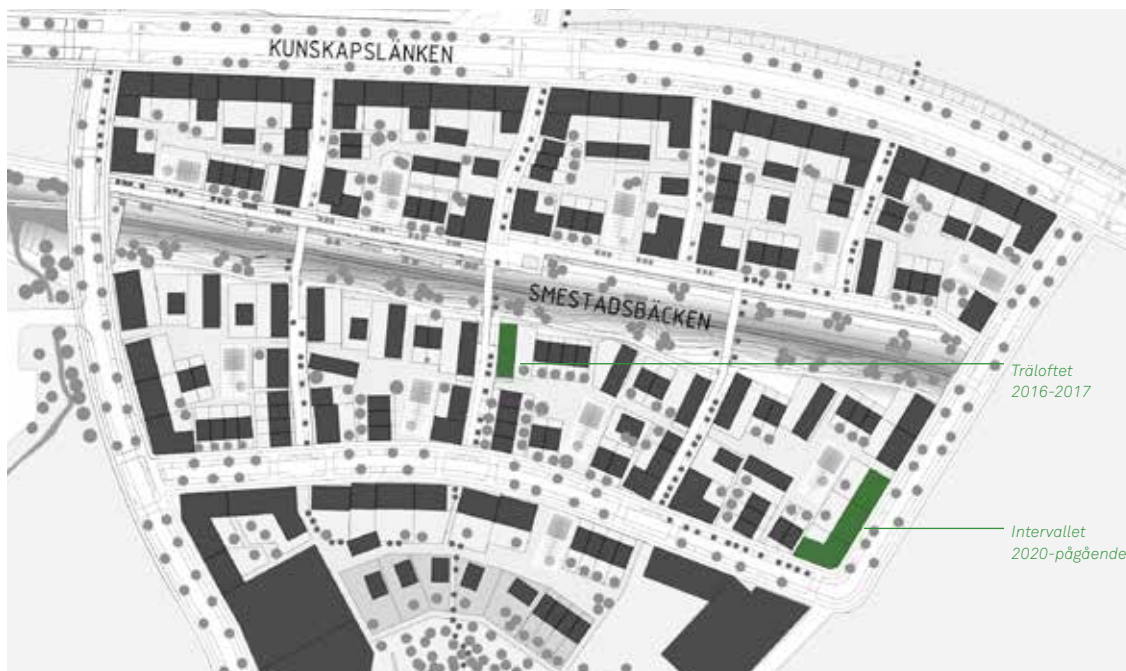 KUNSKAPSLÄNKEN
SMESTADSBÄCKEN
Träloftet
2016-2017
Intervallet
2020-pågående